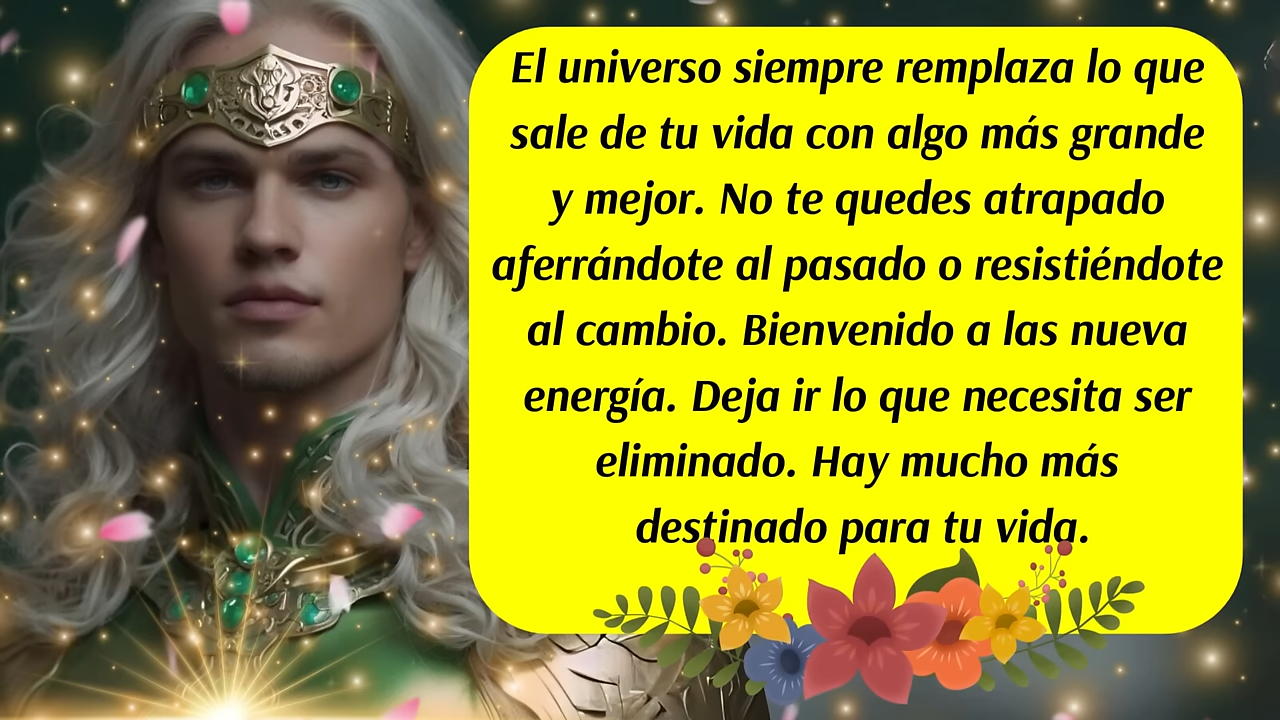 El universo siempre remplaza lo que
sale de tu vida con algo más grande
y mejor. No te quedes atrapado
aferrándote al pasado o resistiéndote
al cambio. Bienvenido a las nueva
energía. Deja ir lo que necesita ser
eliminado. Hay mucho más
destinado para tu vida.